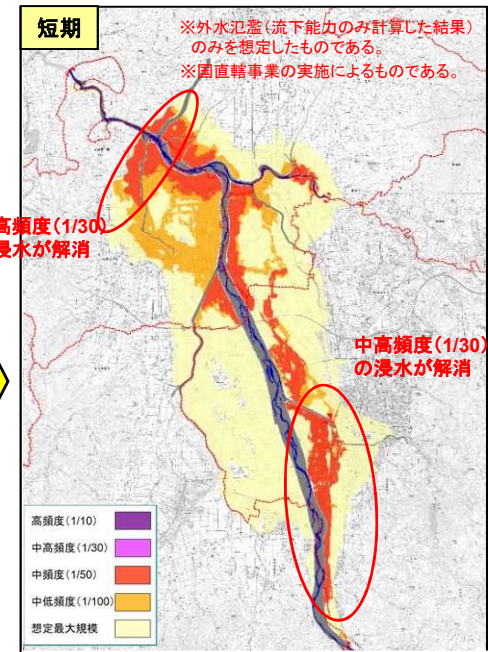 短期
※外水氾濫(流下能力のみ計算した結果)
のみを想定したものである。
※国直轄事業の実施によるものである。
高頻度(1/30)
浸水が解消
中高頻度(1/30)
の浸水が解消
高頻度(1/10)
中高頻度(1/30)
中頻度(1/50)
中低頻度(1/100)
想定最大規模